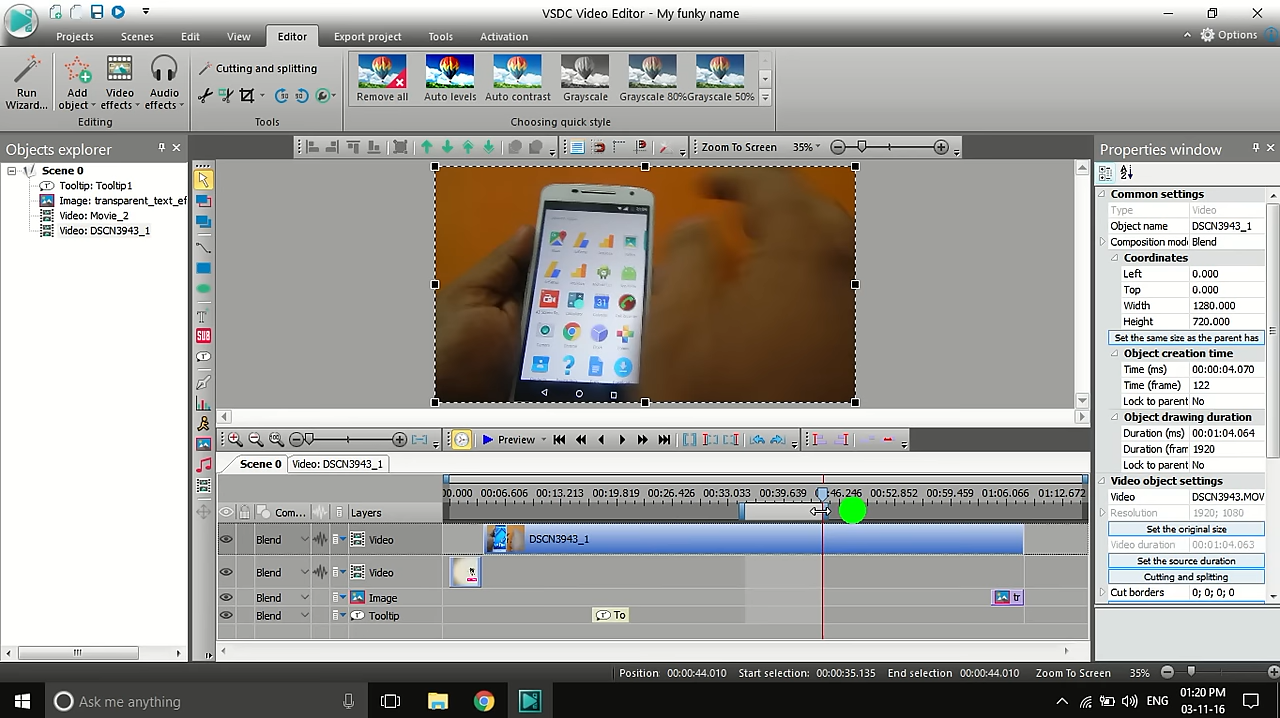 VSDC Video Editor - My funky name
Projects Scenes Edit View Editor Export project Tools Activation Options
Run Wizard... Add object Video effects Audio effects Cutting and splitting Remove all Auto levels Auto contrast Grayscale Grayscale 80% Grayscale 50%
Editing Tools Choosing quick style
Objects explorer Zoom To Screen 35% Properties window
Scene 0
Tooltip: Tooltip1
Image: transparent_text_ef
Video: Movie_2
Video: DSCN3943_1
T
SUB
Common settings
Type Video
Object name DSCN3943_1
Composition mode Blend
Coordinates
Left 0.000
Top 0.000
Width 1280.000
Height 720.000
Set the same size as the parent has
Object creation time
Time (ms) 00:00:04.070
Time (frame) 122
Lock to parent No
Object drawing duration
Duration (ms) 00:01:04.064
Duration (fram 1920
Lock to parent No
Video object settings
Video DSCN3943.MOV
Resolution 1920; 1080
Set the original size
Video duration 00:01:04.063
Set the source duration
Cutting and splitting
Cut borders 0; 0; 0; 0
Preview
Scene 0 Video: DSCN3943_1
00.000 00:06.606 00:13.213 00:19.819 00:26.426 00:33.033 00:39.639 :46.246 00:52.852 00:59.459 01:06.066 01:12.672
Com... Layers
Blend Video DSCN3943_1
Blend Video
Blend Image tr
Blend Tooltip To
Position: 00:00:44.010 Start selection: 00:00:35.135 End selection: 00:00:44.010 Zoom To Screen 35%
Ask me anything ENG 01:20 PM
03-11-16